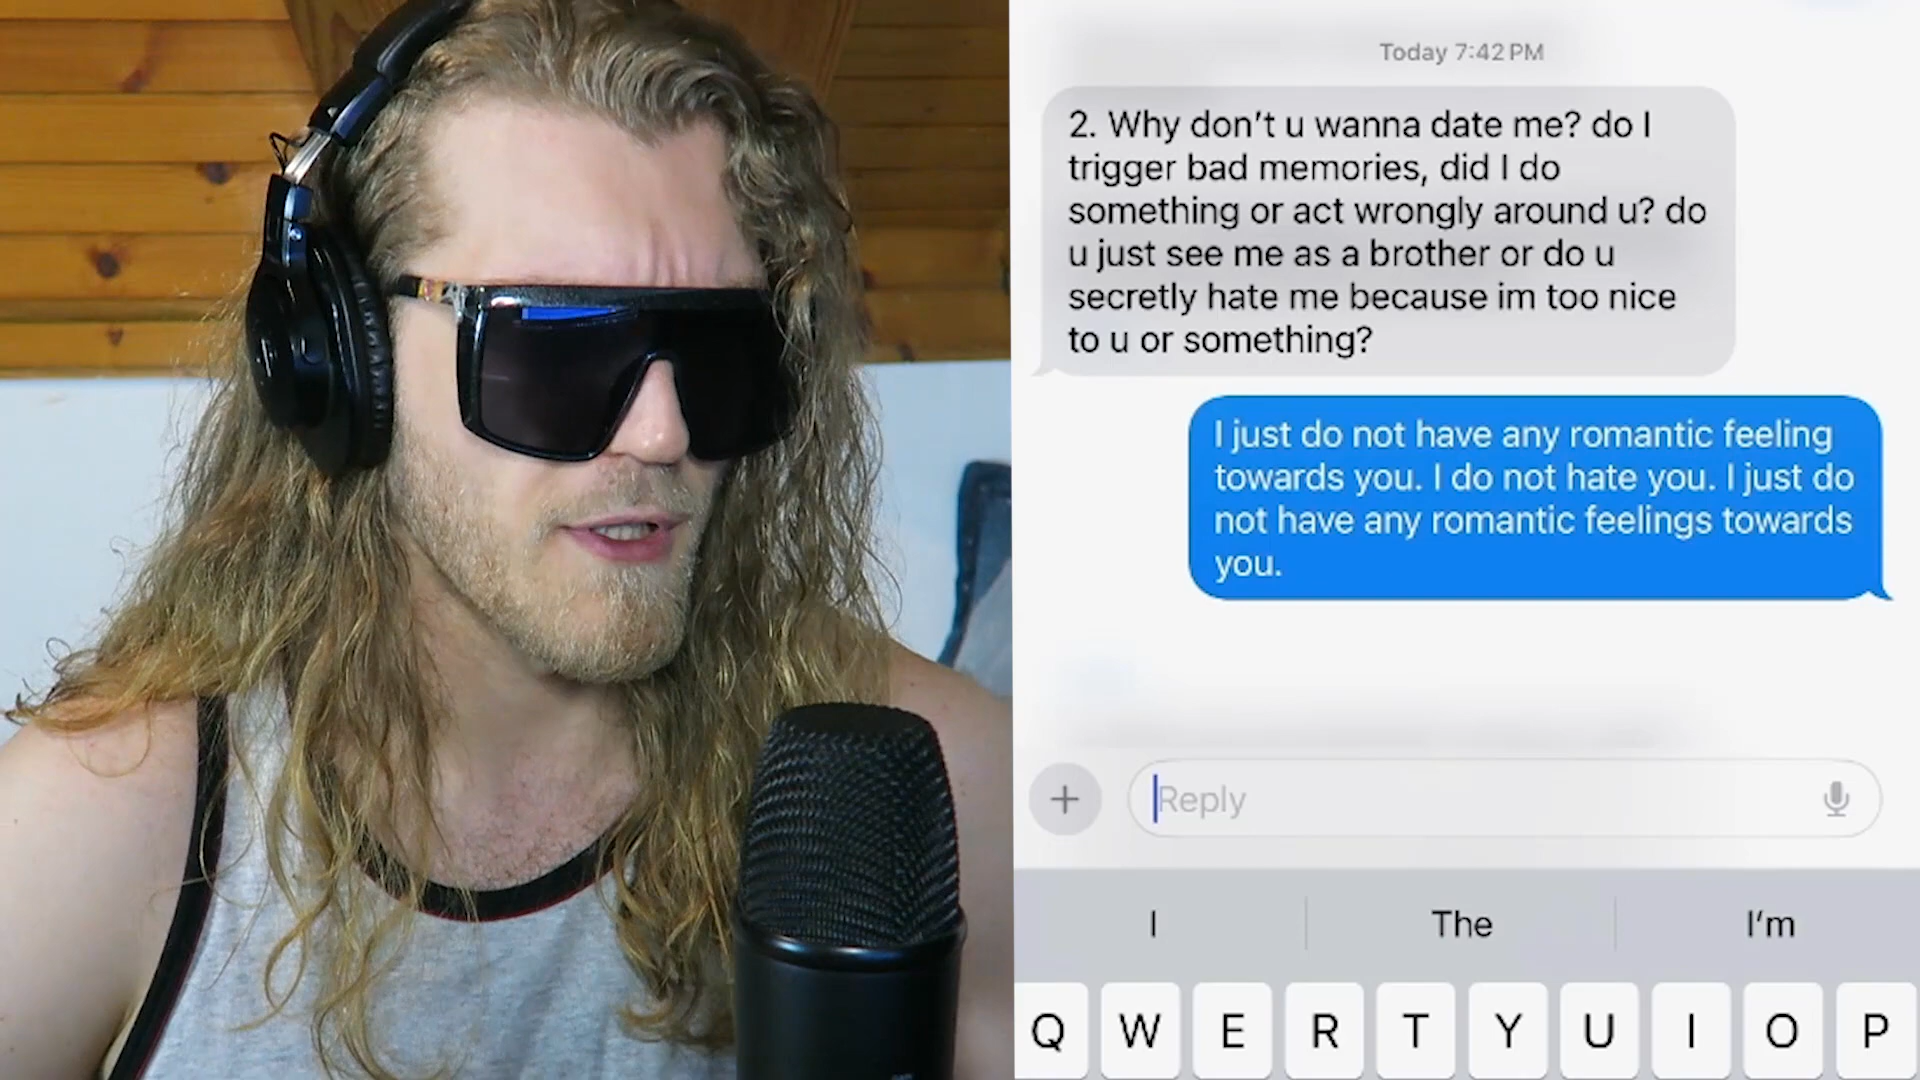 Today 7:42 PM
2. Why don’t u wanna date me? do I
trigger bad memories, did I do
something or act wrongly around u? do
u just see me as a brother or do u
secretly hate me because im too nice
to u or something?
I just do not have any romantic feeling
towards you. I do not hate you. I just do
not have any romantic feelings towards
you.
Reply
I The I’m
Q W E R T Y U I O P